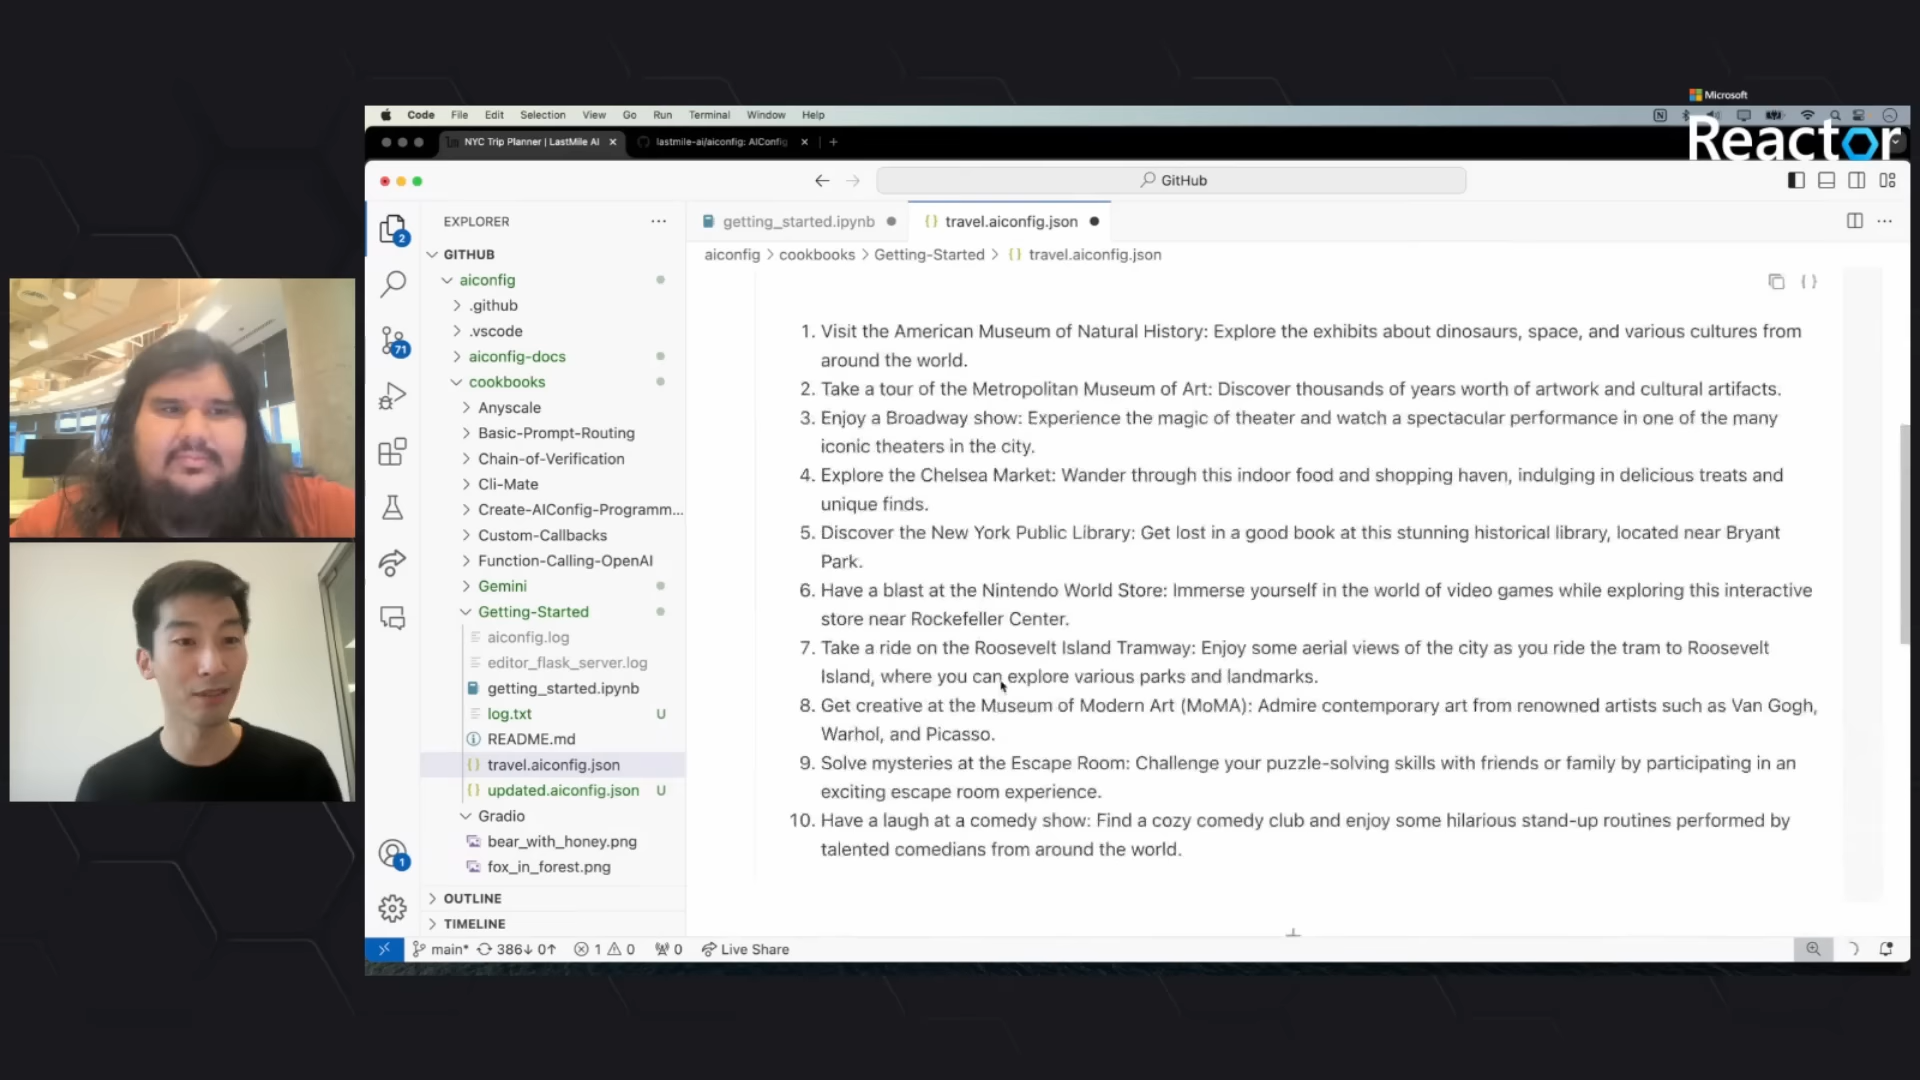 Microsoft
Reactor
Code File Edit Selection View Go Run Terminal Window Help
NYC Trip Planner | LastMile AI
lastmile-ai/aiconfig: AIConfig
GitHub
EXPLORER
getting_started.ipynb
travel.aiconfig.json
aiconfig > cookbooks > Getting-Started > {} travel.aiconfig.json
GITHUB
aiconfig
.github
.vscode
aiconfig-docs
cookbooks
Anyscale
Basic-Prompt-Routing
Chain-of-Verification
Cli-Mate
Create-AIConfig-Programm...
Custom-Callbacks
Function-Calling-OpenAI
Gemini
Getting-Started
aiconfig.log
editor_flask_server.log
getting_started.ipynb
log.txt U
README.md
travel.aiconfig.json
updated.aiconfig.json U
Gradio
bear_with_honey.png
fox_in_forest.png
OUTLINE
TIMELINE
2
71
1
1. Visit the American Museum of Natural History: Explore the exhibits about dinosaurs, space, and various cultures from
around the world.
2. Take a tour of the Metropolitan Museum of Art: Discover thousands of years worth of artwork and cultural artifacts.
3. Enjoy a Broadway show: Experience the magic of theater and watch a spectacular performance in one of the many
iconic theaters in the city.
4. Explore the Chelsea Market: Wander through this indoor food and shopping haven, indulging in delicious treats and
unique finds.
5. Discover the New York Public Library: Get lost in a good book at this stunning historical library, located near Bryant
Park.
6. Have a blast at the Nintendo World Store: Immerse yourself in the world of video games while exploring this interactive
store near Rockefeller Center.
7. Take a ride on the Roosevelt Island Tramway: Enjoy some aerial views of the city as you ride the tram to Roosevelt
Island, where you can explore various parks and landmarks.
8. Get creative at the Museum of Modern Art (MoMA): Admire contemporary art from renowned artists such as Van Gogh,
Warhol, and Picasso.
9. Solve mysteries at the Escape Room: Challenge your puzzle-solving skills with friends or family by participating in an
exciting escape room experience.
10. Have a laugh at a comedy show: Find a cozy comedy club and enjoy some hilarious stand-up routines performed by
talented comedians from around the world.
main* 386↓ 0↑ 1 0 0 Live Share